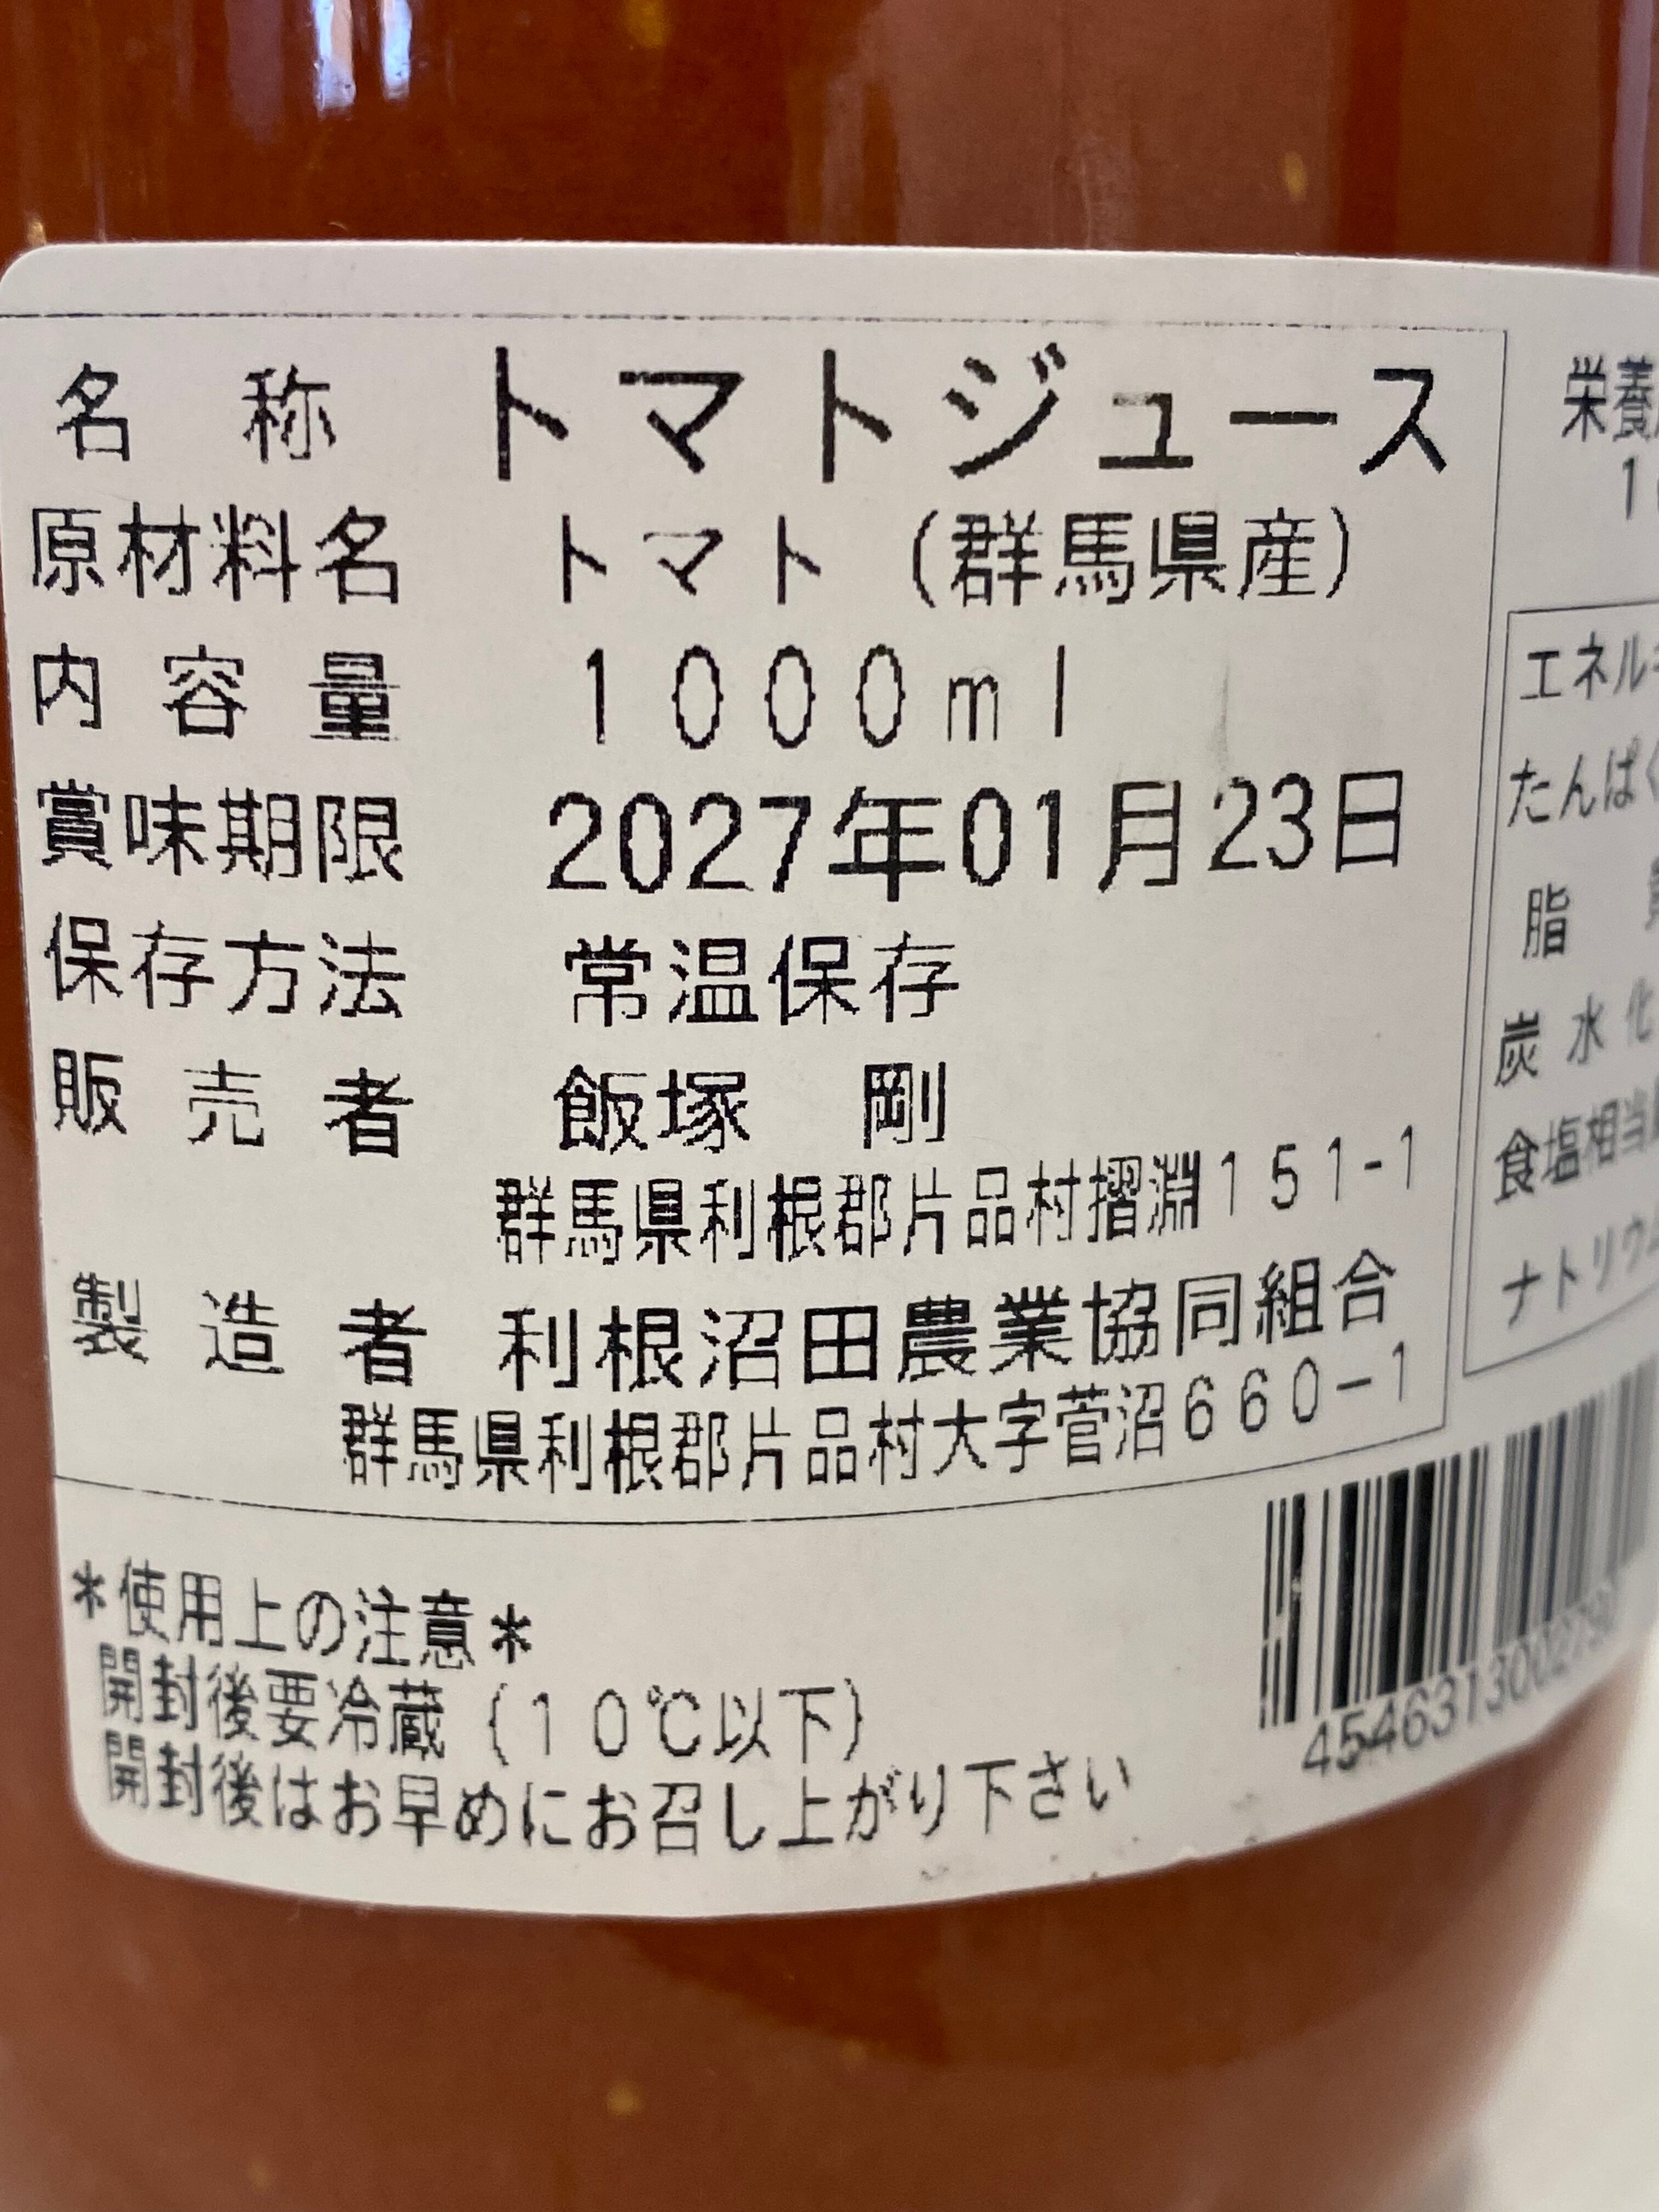 名称 トマトジュース
原材料名 トマト(群馬県産)
内容量 1000ml
賞味期限 2027年01月23日
保存方法 常温保存
販売者 飯塚 剛
群馬県利根郡片品村摺淵151-1
製造者 利根沼田農業協同組合
群馬県利根郡片品村大字菅沼660-1
*使用上の注意*
開封後要冷蔵(10℃以下)
開封後はお早めにお召し上がり下さい
栄養
エネル
たんぱ
脂
炭水化
食塩相当
ナトリウ